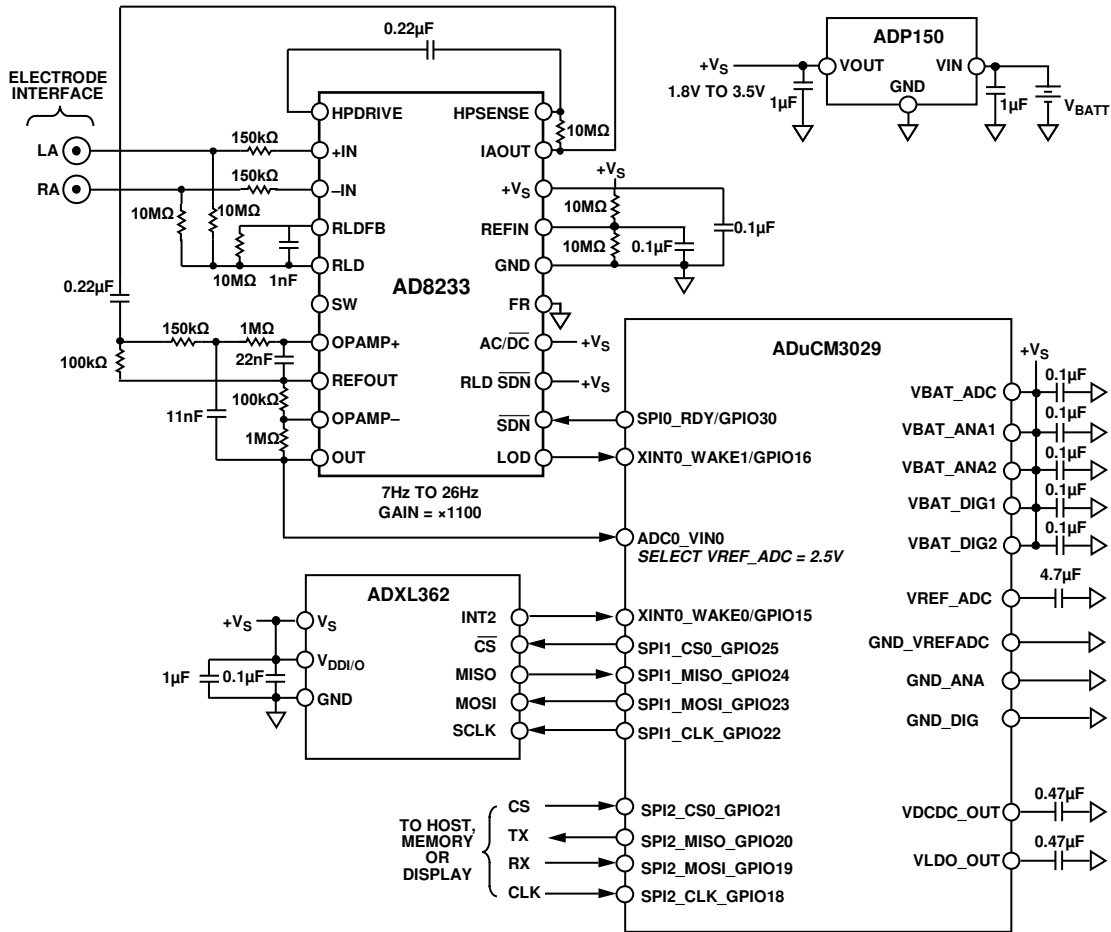 0.22µF
ADP150
+VS
VOUT
VIN
GND
1.8V TO 3.5V
1µF
1µF
VBATT
ELECTRODE
INTERFACE
LA
RA
HPDRIVE
HPSENSE
10MΩ
150kΩ
+IN
IAOUT
150kΩ
–IN
+VS
+VS
10MΩ
10MΩ
10MΩ
RLDFB
REFIN
10MΩ
0.1µF
0.1µF
10MΩ
1nF
RLD
GND
AD8233
0.22µF
SW
FR
150kΩ
1MΩ
OPAMP+
AC/DC
+VS
100kΩ
22nF
REFOUT
RLD SDN
+VS
11nF
100kΩ
OPAMP–
SDN
1MΩ
OUT
LOD
7Hz TO 26Hz
GAIN = ×1100
ADuCM3029
SPI0_RDY/GPIO30
XINT0_WAKE1/GPIO16
ADC0_VIN0
SELECT VREF_ADC = 2.5V
XINT0_WAKE0/GPIO15
SPI1_CS0_GPIO25
SPI1_MISO_GPIO24
SPI1_MOSI_GPIO23
SPI1_CLK_GPIO22
SPI2_CS0_GPIO21
SPI2_MISO_GPIO20
SPI2_MOSI_GPIO19
SPI2_CLK_GPIO18
+VS
VBAT_ADC
0.1µF
VBAT_ANA1
0.1µF
VBAT_ANA2
0.1µF
VBAT_DIG1
0.1µF
VBAT_DIG2
0.1µF
VREF_ADC
4.7µF
GND_VREFADC
GND_ANA
GND_DIG
VDCDC_OUT
0.47µF
VLDO_OUT
0.47µF
ADXL362
+VS
VS
VDDI/O
GND
1µF
0.1µF
INT2
CS
MISO
MOSI
SCLK
TO HOST,
MEMORY
OR
DISPLAY
CS
TX
RX
CLK